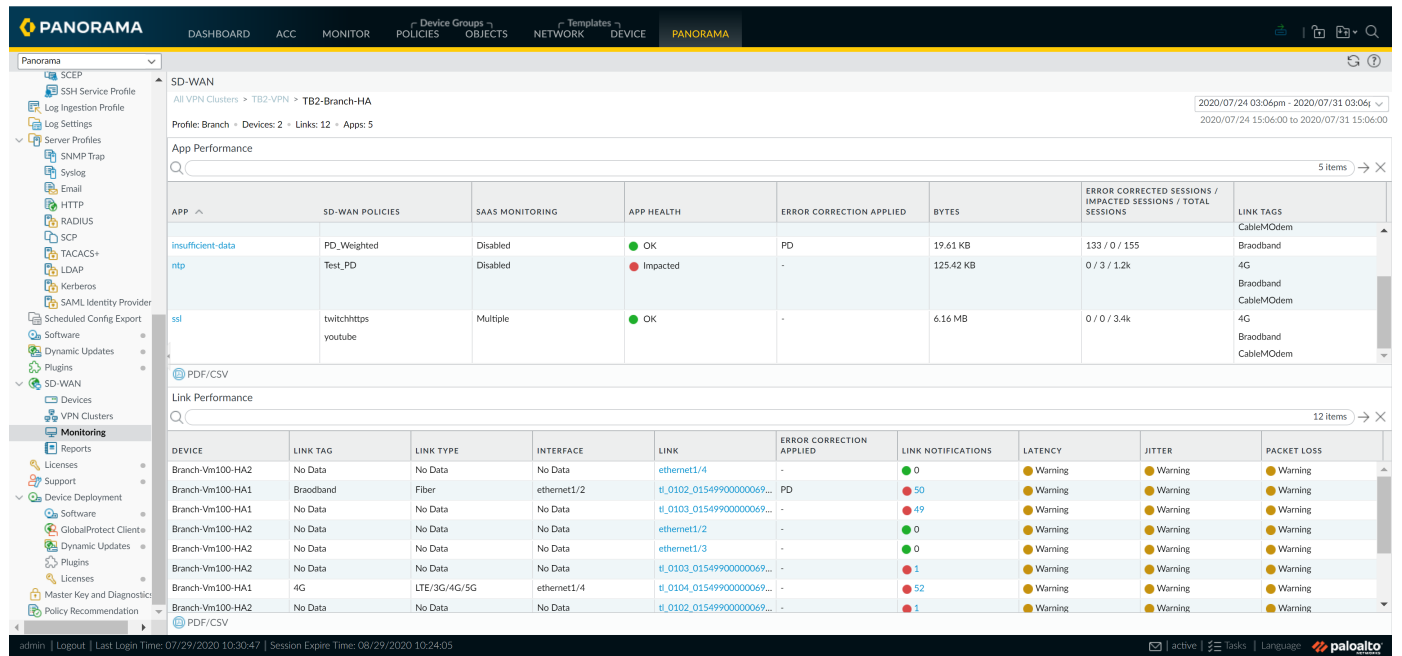 PANORAMA
Device Groups
Templates
DASHBOARD ACC MONITOR POLICIES OBJECTS NETWORK DEVICE PANORAMA
Panorama
SCEP
SSH Service Profile
Log Ingestion Profile
Log Settings
Server Profiles
SNMP Trap
Syslog
Email
HTTP
RADIUS
SCP
TACACS+
LDAP
Kerberos
SAML Identity Provider
Scheduled Config Export
Software
Dynamic Updates
Plugins
SD-WAN
Devices
VPN Clusters
Monitoring
Reports
Licenses
Support
Device Deployment
Software
GlobalProtect Client
Dynamic Updates
Plugins
Licenses
Master Key and Diagnostics
Policy Recommendation
SD-WAN
All VPN Clusters > TB2-VPN > TB2-Branch-HA
2020/07/24 03:06pm - 2020/07/31 03:06
Profile: Branch • Devices: 2 • Links: 12 • Apps: 5
2020/07/24 15:06:00 to 2020/07/31 15:06:00
App Performance
5 items
APP SD-WAN POLICIES SAAS MONITORING APP HEALTH ERROR CORRECTION APPLIED BYTES ERROR CORRECTED SESSIONS / IMPACTED SESSIONS / TOTAL SESSIONS LINK TAGS
CableMOdem
insufficient-data PD_Weighted Disabled OK PD 19.61 KB 133 / 0 / 155 Braodband
ntp Test_PD Disabled Impacted - 125.42 KB 0 / 3 / 1.2k 4G
Braodband
CableMOdem
ssl twitchhttps Multiple OK - 6.16 MB 0 / 0 / 3.4k 4G
youtube Braodband
CableMOdem
PDF/CSV
Link Performance
12 items
DEVICE LINK TAG LINK TYPE INTERFACE LINK ERROR CORRECTION APPLIED LINK NOTIFICATIONS LATENCY JITTER PACKET LOSS
Branch-Vm100-HA2 No Data No Data No Data ethernet1/4 - 0 Warning Warning Warning
Branch-Vm100-HA1 Braodband Fiber ethernet1/2 tl_0102_01549900000069... PD 50 Warning Warning Warning
Branch-Vm100-HA1 No Data No Data No Data tl_0103_01549900000069... - 49 Warning Warning Warning
Branch-Vm100-HA2 No Data No Data No Data ethernet1/2 - 0 Warning Warning Warning
Branch-Vm100-HA2 No Data No Data No Data ethernet1/3 - 0 Warning Warning Warning
Branch-Vm100-HA2 No Data No Data No Data tl_0103_01549900000069... - 1 Warning Warning Warning
Branch-Vm100-HA1 4G LTE/3G/4G/5G ethernet1/4 tl_0104_01549900000069... - 52 Warning Warning Warning
Branch-Vm100-HA2 No Data No Data No Data tl_0102_01549900000069... - 1 Warning Warning Warning
PDF/CSV
admin | Logout | Last Login Time: 07/29/2020 10:30:47 | Session Expire Time: 08/29/2020 10:24:05
active | Tasks | Language paloalto NETWORKS